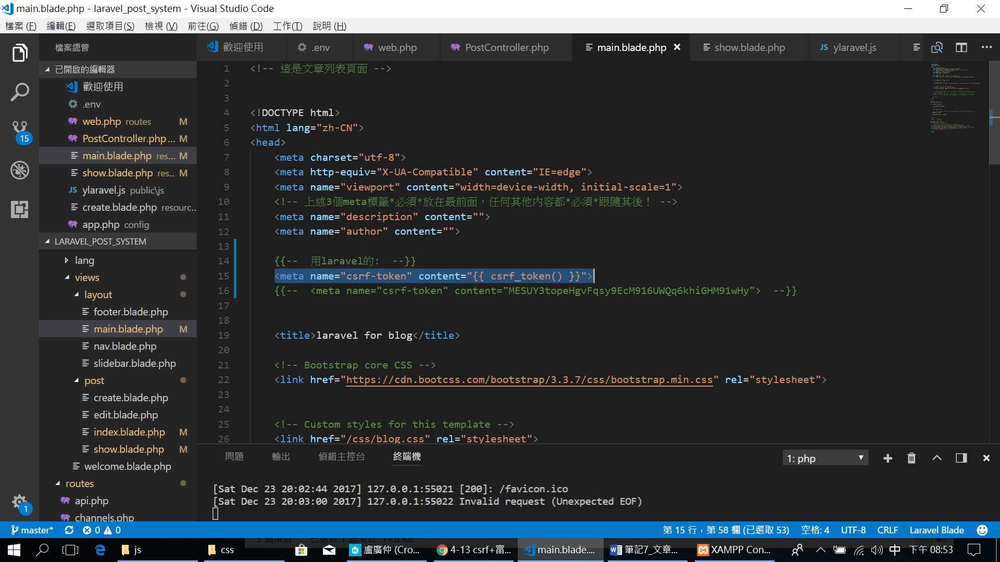 main.blade.php - laravel_post_system - Visual Studio Code
檔案 (F) 編輯(E) 選取項目(S) 檢視 (V) 前往(G) 偵錯 (D) 工作(T) 說明 (H)
檔案總管
歡迎使用 .env web.php PostController.php main.blade.php show.blade.php JS ylaravel.js
已開啟的編輯器
歡迎使用
.env
web.php routes M
PostController.php ... M
main.blade.php res... M
show.blade.php res.. M
JS ylaravel.js public\js
create.blade.php resourc...
app.php config
15
LARAVEL_POST_SYSTEM
lang
views
layout
footer.blade.php
main.blade.php M
nav.blade.php
slidebar.blade.php
post
create.blade.php
edit.blade.php
index.blade.php M
show.blade.php M
welcome.blade.php
routes
api.php
channels.php
1
1 <!-- 這是文章列表頁面 -->
2
3
4 <!DOCTYPE html>
5 <html lang="zh-CN">
6 <head>
7 <meta charset="utf-8">
8 <meta http-equiv="X-UA-Compatible" content="IE=edge">
9 <meta name="viewport" content="width=device-width, initial-scale=1">
10 <!-- 上述3個meta標籤*必須*放在最前面，任何其他內容都*必須*跟隨其後！ -->
11 <meta name="description" content="">
12 <meta name="author" content="">
13
14 {{--  用laravel的:  --}}
15 <meta name="csrf-token" content="{{ csrf_token() }}">
16 {{--  <meta name="csrf-token" content="MESUY3topeHgvFqsy9EcM916UWQq6khiGHM91wHy">  --}}
17
18
19 <title>laravel for blog</title>
20
21 <!-- Bootstrap core CSS -->
22 <link href="https://cdn.bootcss.com/bootstrap/3.3.7/css/bootstrap.min.css" rel="stylesheet">
23
24
25 <!-- Custom styles for this template -->
26 <link href="/css/blog.css" rel="stylesheet">
問題 輸出 偵錯主控台 終端機 1: php
[Sat Dec 23 20:02:44 2017] 127.0.0.1:55021 [200]: /favicon.ico
[Sat Dec 23 20:03:00 2017] 127.0.0.1:55022 Invalid request (Unexpected EOF)
master* 0 0 第 15 行，第 58 欄 (已選取 53) 空格: 4 UTF-8 CRLF Laravel Blade
js css 盧廣仲 (Cro... 4-13 csrf+富... main.blade.... 筆記7_文章... XAMPP Con... 中 下午 08:53